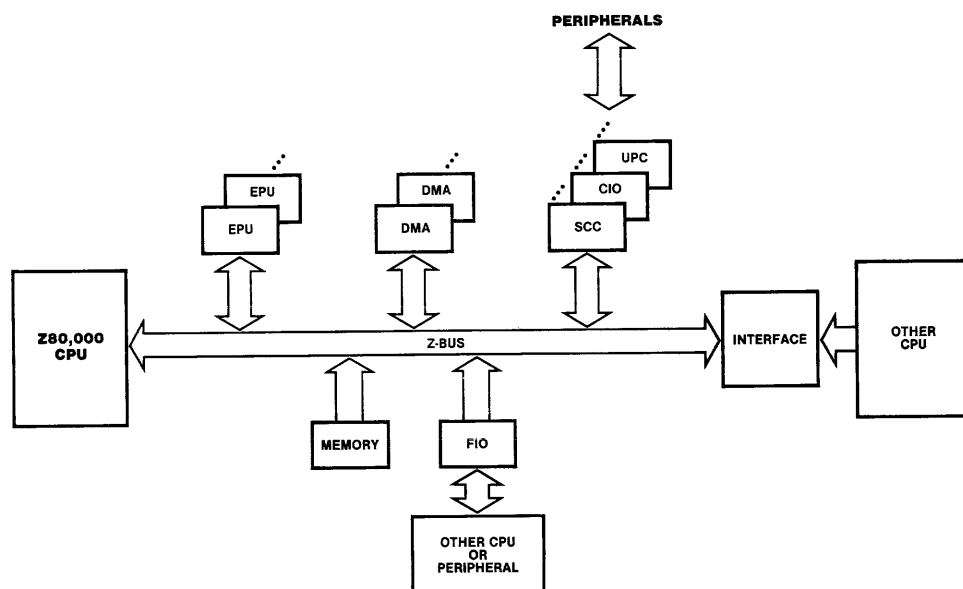 PERIPHERALS
UPC
EPU
DMA
CIO
EPU
DMA
SCC
Z80,000
CPU
Z-BUS
INTERFACE
OTHER
CPU
MEMORY
FIO
OTHER CPU
OR
PERIPHERAL